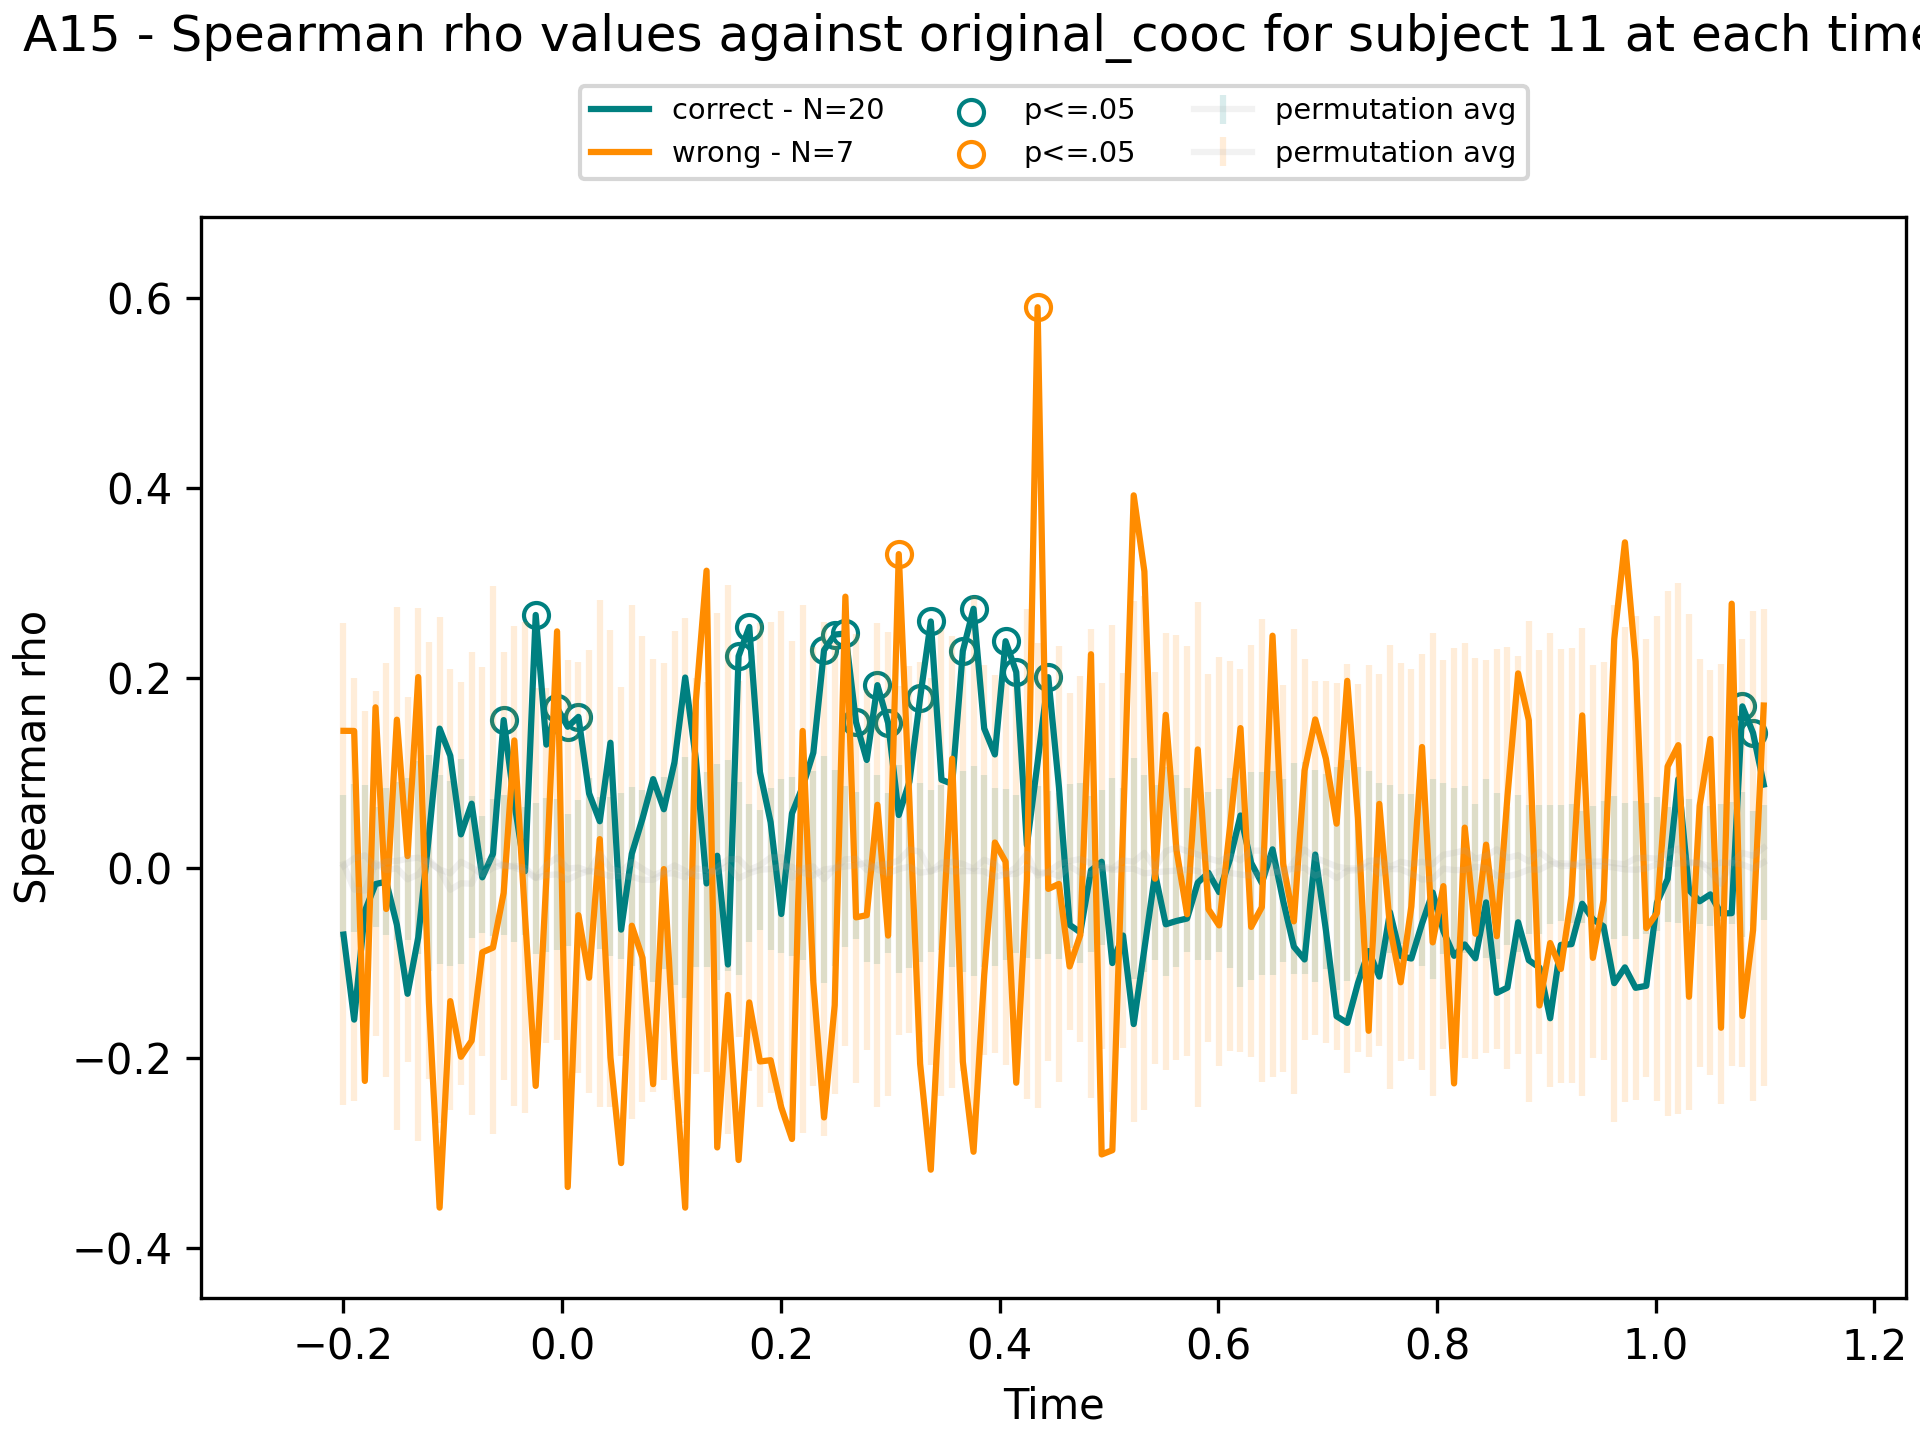 A15 - Spearman rho values against original_cooc for subject 11 at each time
correct - N=20
wrong - N=7
p<=.05
p<=.05
permutation avg
permutation avg
Spearman rho
0.6
0.4
0.2
0.0
−0.2
−0.4
−0.2 0.0 0.2 0.4 0.6 0.8 1.0 1.2
Time